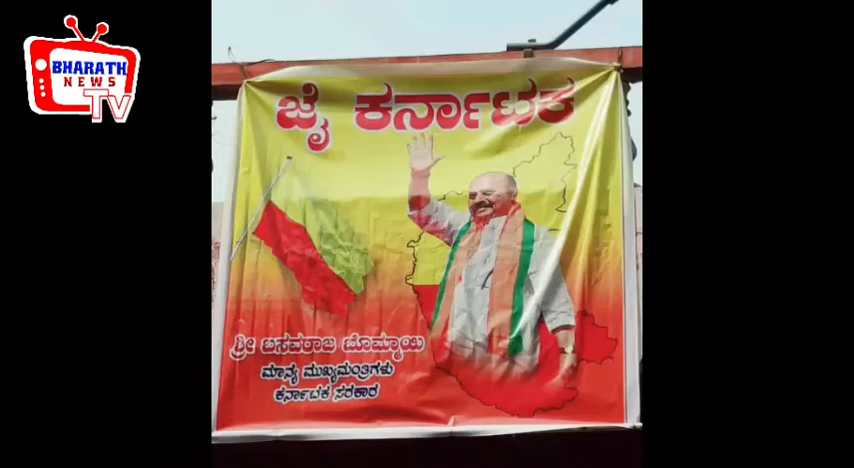 BHARATH
NEWS
TV
ಜೈ ಕರ್ನಾಟಕ
ಶ್ರೀ ಬಸವರಾಜ ಬೊಮ್ಮಾಯಿ
ಮಾನ್ಯ ಮುಖ್ಯಮಂತ್ರಿಗಳು
ಕರ್ನಾಟಕ ಸರಕಾರ